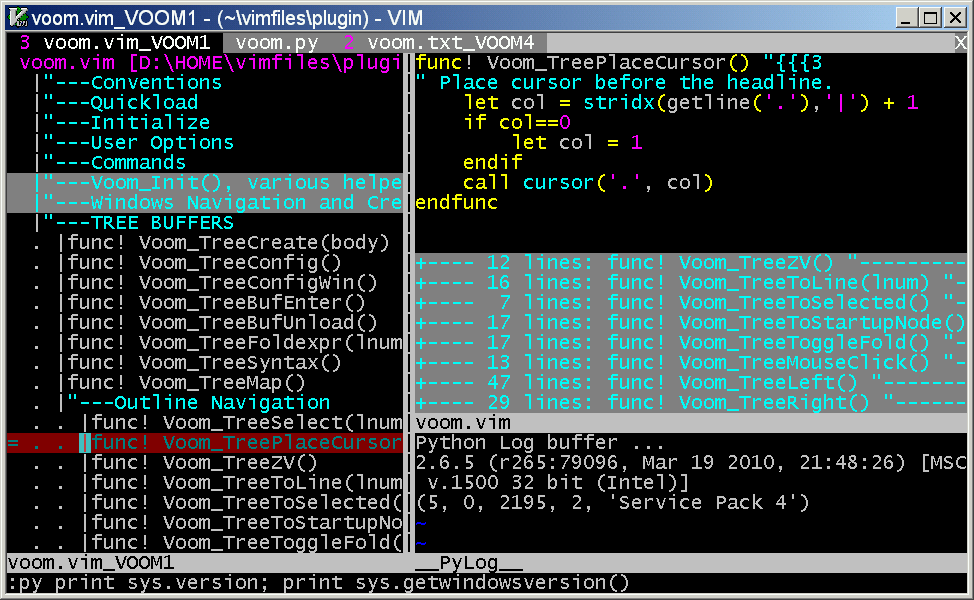 voom.vim_VOOM1 - (~\vimfiles\plugin) - VIM
3 voom.vim_VOOM1  voom.py  2 voom.txt_VOOM4 X
voom.vim [D:\HOME\vimfiles\plugi
|"---Conventions
|"---Quickload
|"---Initialize
|"---User Options
|"---Commands
|"---Voom_Init(), various helpe
|"---Windows Navigation and Cre
|"---TREE BUFFERS
. |func! Voom_TreeCreate(body)
. |func! Voom_TreeConfig()
. |func! Voom_TreeConfigWin()
. |func! Voom_TreeBufEnter()
. |func! Voom_TreeBufUnload()
. |func! Voom_TreeFoldexpr(lnum
. |func! Voom_TreeSyntax()
. |func! Voom_TreeMap()
. |"---Outline Navigation
. . |func! Voom_TreeSelect(lnum
= . . |func! Voom_TreePlaceCursor
. . |func! Voom_TreeZV()
. . |func! Voom_TreeToLine(lnum
. . |func! Voom_TreeToSelected(
. . |func! Voom_TreeToStartupNo
. . |func! Voom_TreeToggleFold(
voom.vim_VOOM1
func! Voom_TreePlaceCursor() "{{{3
" Place cursor before the headline.
let col = stridx(getline('.'),'|') + 1
if col==0
let col = 1
endif
call cursor('.', col)
endfunc
+---- 12 lines: func! Voom_TreeZV() "---------
+---- 16 lines: func! Voom_TreeToLine(lnum) "-
+---- 7 lines: func! Voom_TreeToSelected() "-
+---- 17 lines: func! Voom_TreeToStartupNode()
+---- 17 lines: func! Voom_TreeToggleFold() "-
+---- 13 lines: func! Voom_TreeMouseClick() "-
+---- 47 lines: func! Voom_TreeLeft() "-------
+---- 29 lines: func! Voom_TreeRight() "------
voom.vim
Python Log buffer ...
2.6.5 (r265:79096, Mar 19 2010, 21:48:26) [MSC
v.1500 32 bit (Intel)]
(5, 0, 2195, 2, 'Service Pack 4')
~
~
__PyLog__
:py print sys.version; print sys.getwindowsversion()